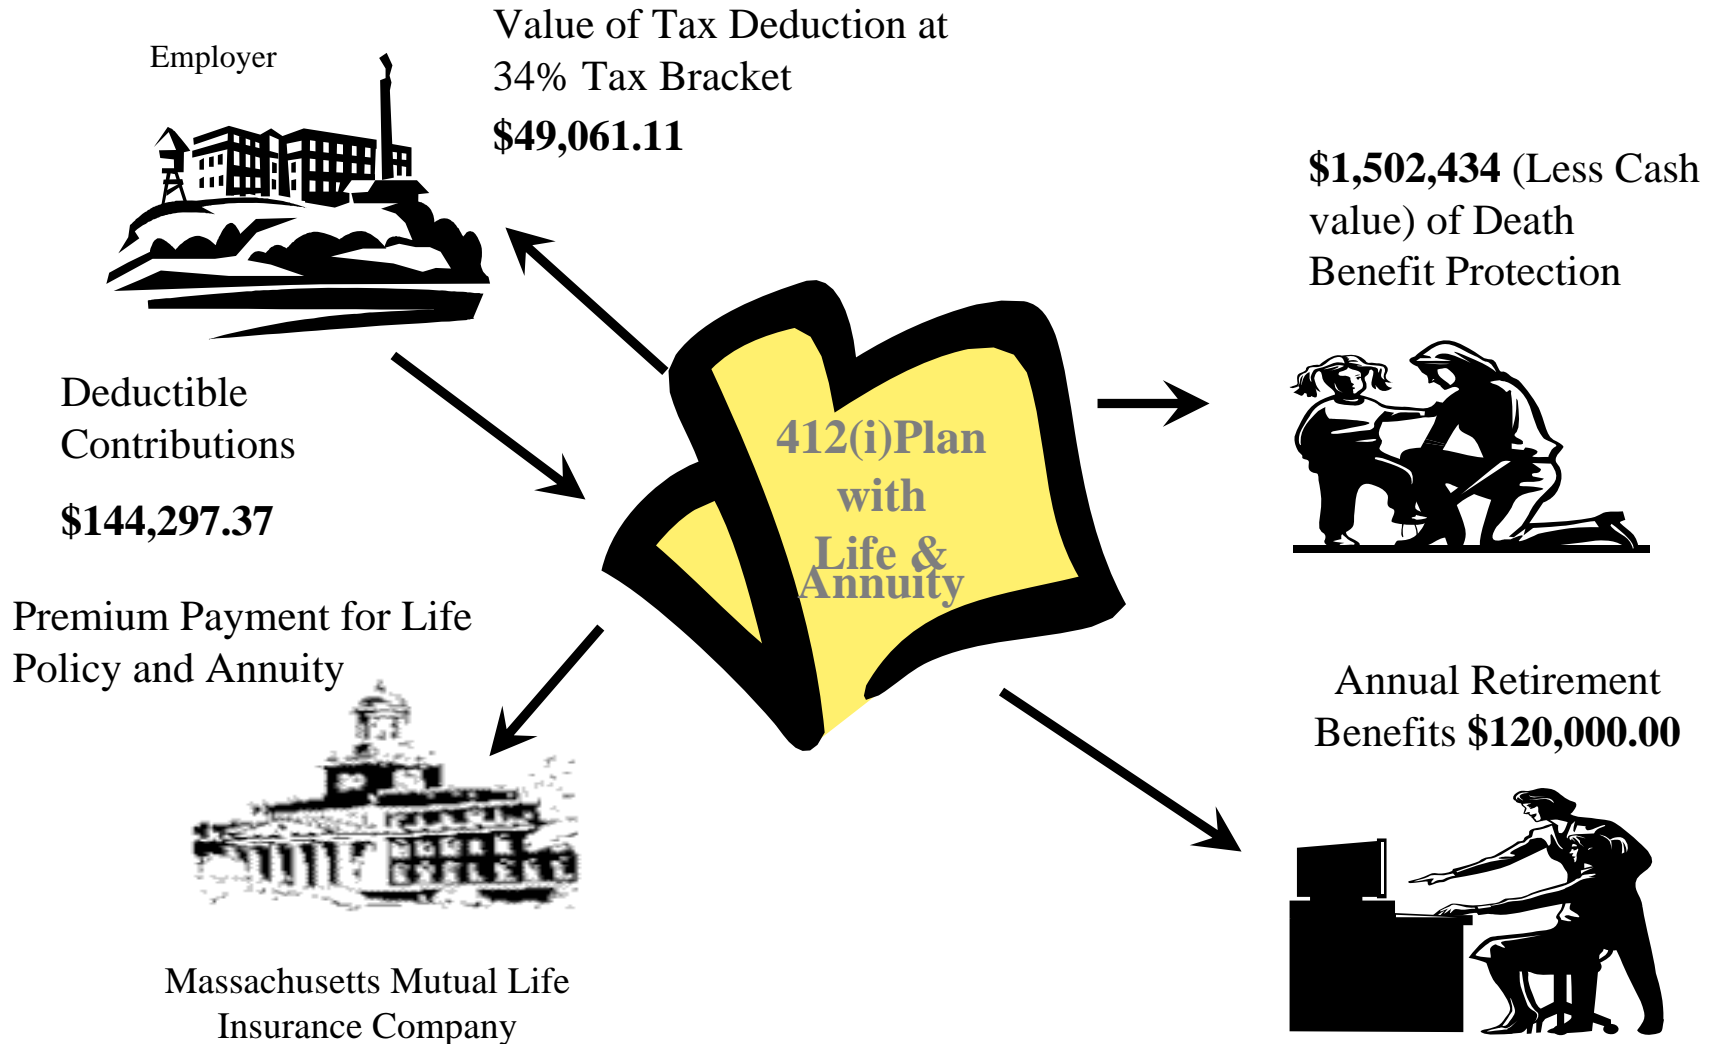 Employer
Value of Tax Deduction at
34% Tax Bracket
$49,061.11
$1,502,434 (Less Cash
value) of Death
Benefit Protection
Deductible
Contributions
$144,297.37
412(i)Plan
with
Life &
Annuity
Premium Payment for Life
Policy and Annuity
Annual Retirement
Benefits $120,000.00
Massachusetts Mutual Life
Insurance Company